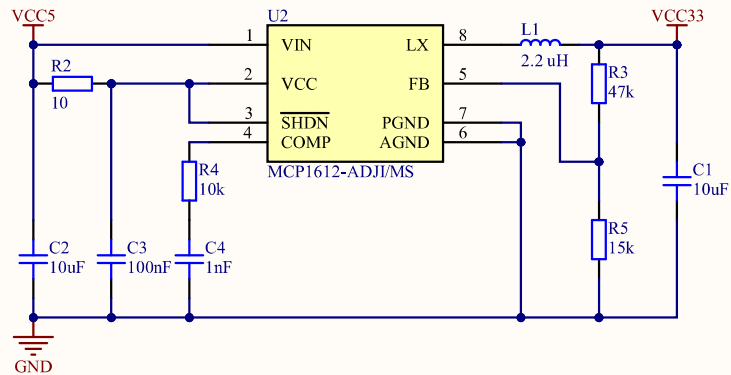 VCC5
U2
VCC33
1
VIN
LX
8
L1
2.2 uH
R2
10
2
VCC
FB
5
R3
47k
3
SHDN
PGND
7
4
COMP
AGND
6
MCP1612-ADJI/MS
R4
10k
C1
10uF
R5
15k
C2
10uF
C3
100nF
C4
1nF
GND